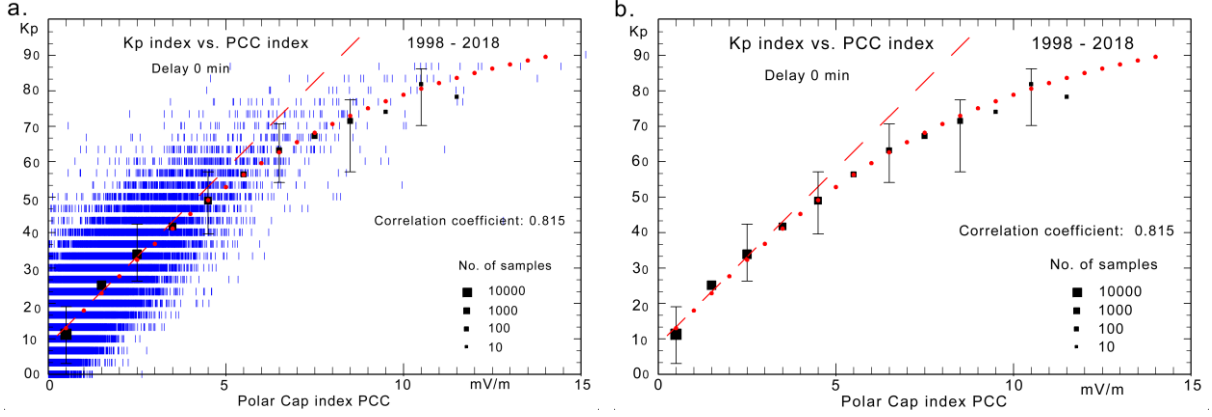 a.
Kp
Kp index vs. PCC index
1998 - 2018
Delay 0 min
90
80
70
60
50
40
30
20
10
00
Correlation coefficient: 0.815
No. of samples
10000
1000
100
10
0
5
10
mV/m
15
Polar Cap index PCC
b.
Kp
Kp index vs. PCC index
1998 - 2018
Delay 0 min
90
80
70
60
50
40
30
20
10
00
Correlation coefficient: 0.815
No. of samples
10000
1000
100
10
0
5
10
mV/m
15
Polar Cap index PCC